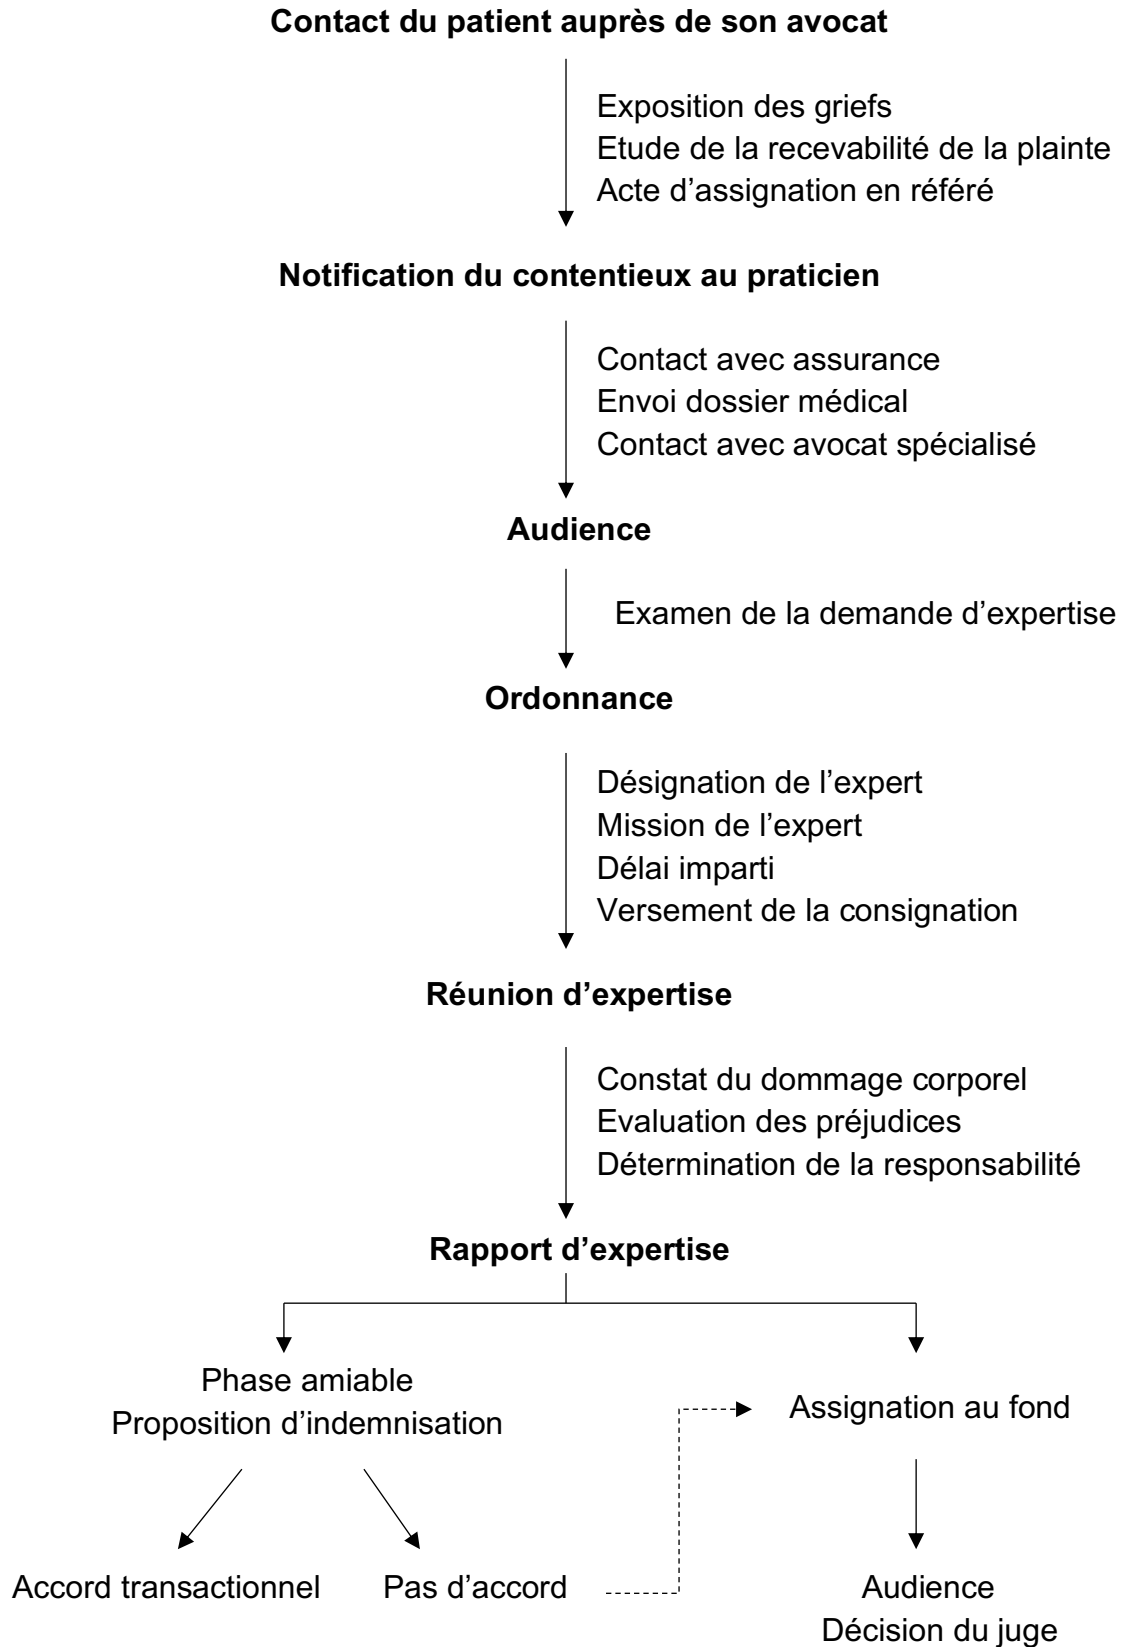 Contact du patient auprès de son avocat
Exposition des griefs
Etude de la recevabilité de la plainte
Acte d’assignation en référé
Notification du contentieux au praticien
Contact avec assurance
Envoi dossier médical
Contact avec avocat spécialisé
Audience
Examen de la demande d’expertise
Ordonnance
Désignation de l’expert
Mission de l’expert
Délai imparti
Versement de la consignation
Réunion d’expertise
Constat du dommage corporel
Evaluation des préjudices
Détermination de la responsabilité
Rapport d’expertise
Phase amiable
Proposition d’indemnisation
Assignation au fond
Accord transactionnel
Pas d’accord
Audience
Décision du juge